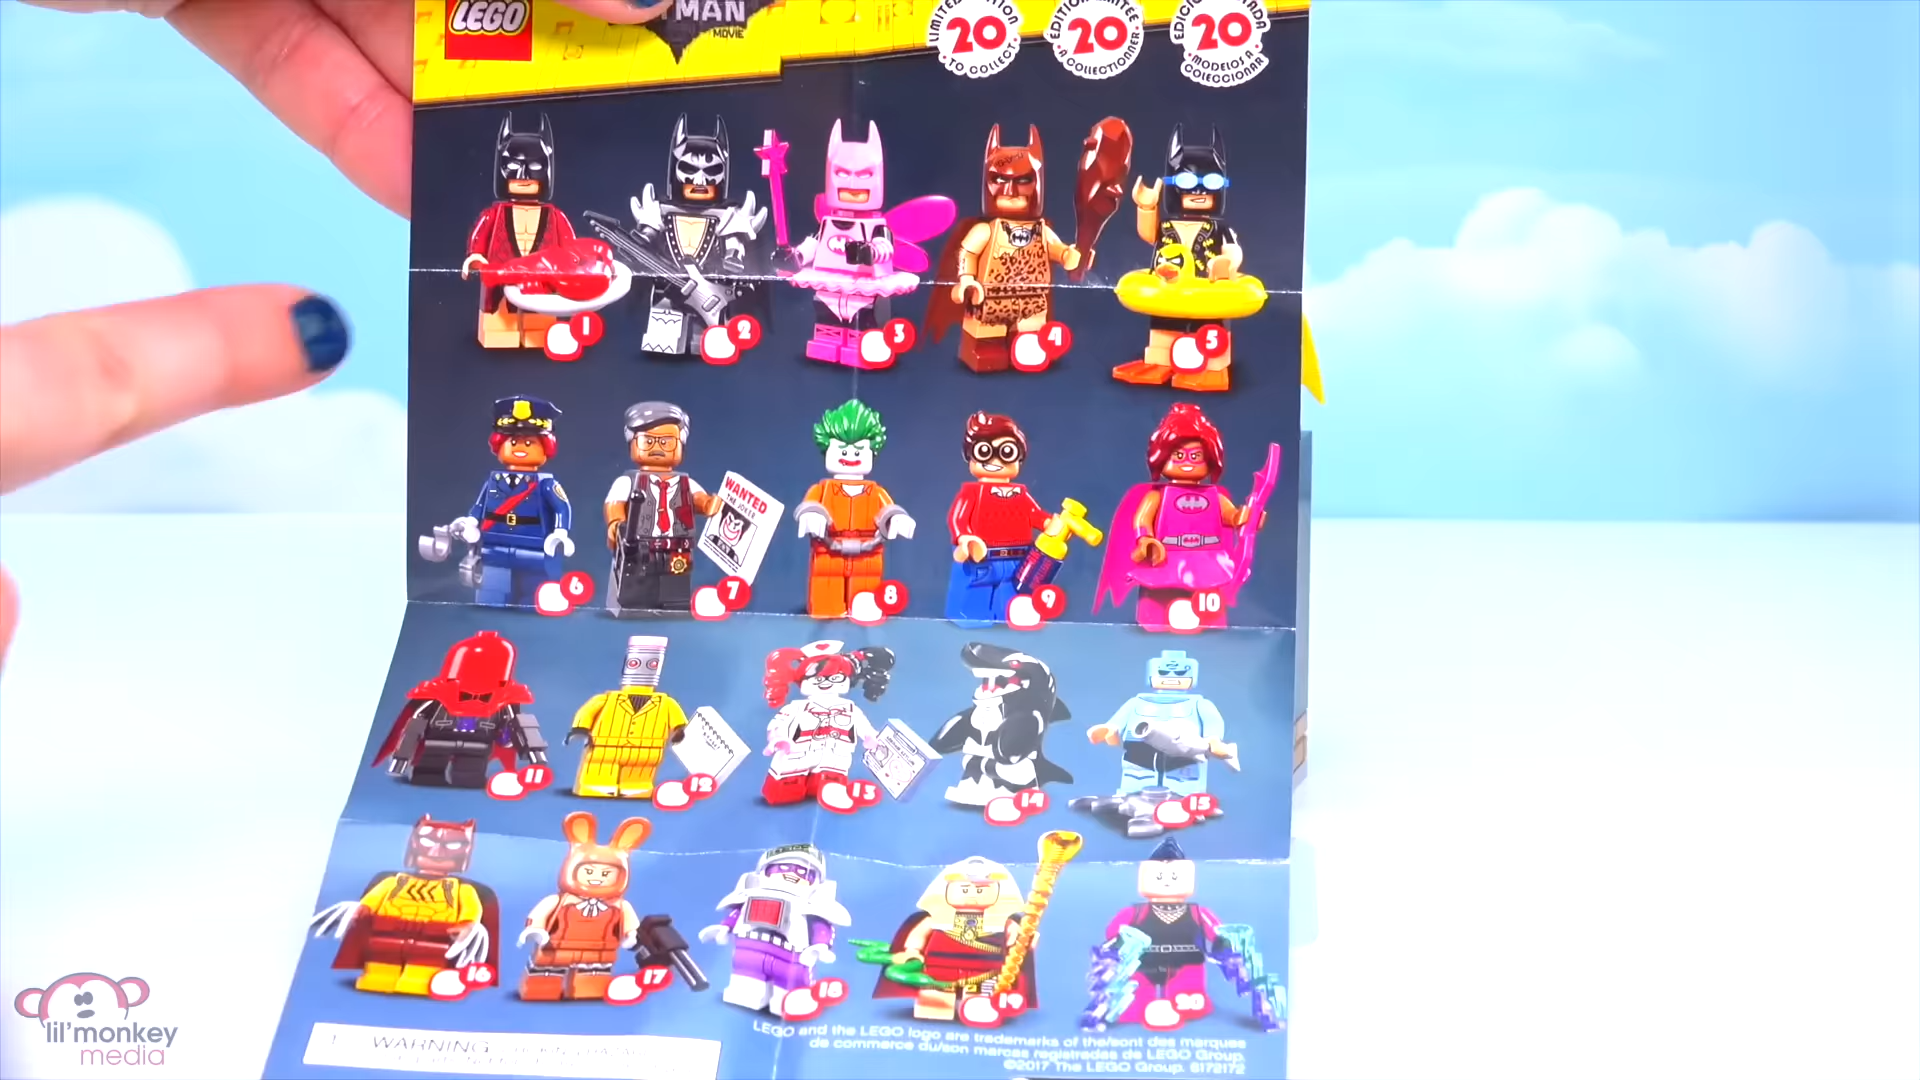 LEGO
TMAN
MOVIE
LIMITED EDITION
20
TO COLLECT
ÉDITION LIMITÉE
20
À COLLECTIONNER
20
MODELOS A
COLECCIONAR
1
2
3
4
5
WANTED
THE JOKER
6
7
8
9
10
11
12
13
14
15
16
17
18
19
20
LEGO and the LEGO logo are trademarks of the/sont des marques
de commerce du/son marcas registradas de LEGO Group.
©2017 The LEGO Group. 6172172
WARNING
lil'monkey
media